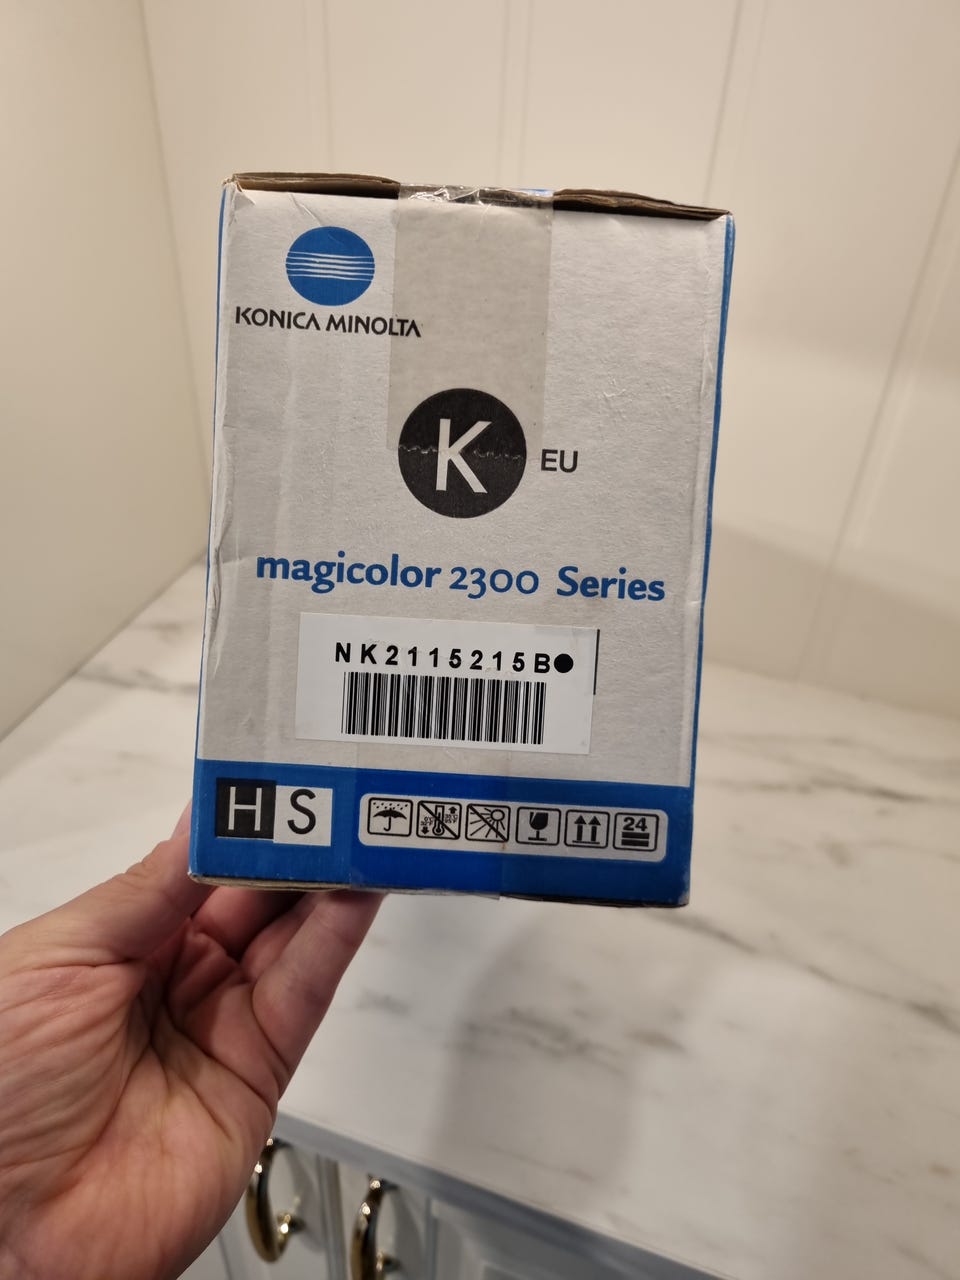 KONICA MINOLTA
K EU
magicolor 2300 Series
NK2115215B●
HS
24